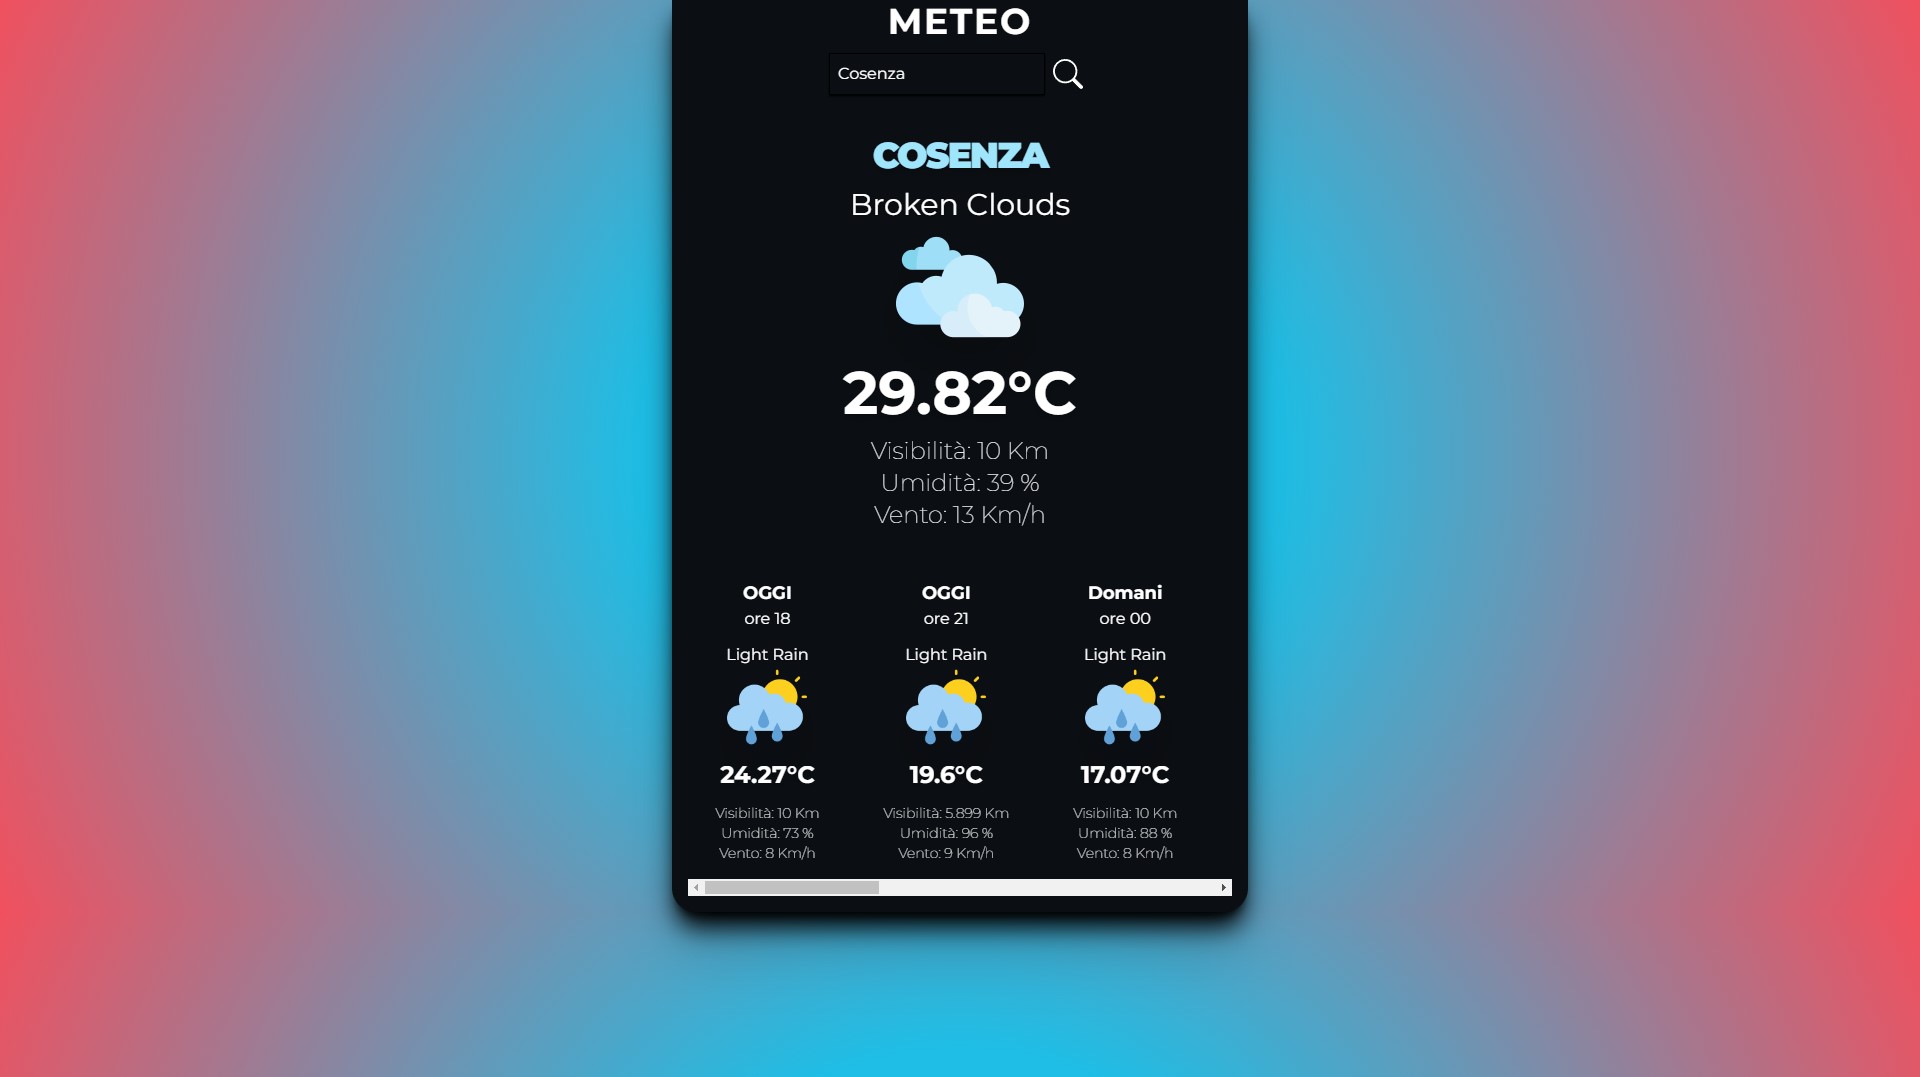 METEO
Cosenza
COSENZA
Broken Clouds
29.82°C
Visibilità: 10 Km
Umidità: 39 %
Vento: 13 Km/h
OGGI
ore 18
Light Rain
24.27°C
Visibilità: 10 Km
Umidità: 73 %
Vento: 8 Km/h
OGGI
ore 21
Light Rain
19.6°C
Visibilità: 5.899 Km
Umidità: 96 %
Vento: 9 Km/h
Domani
ore 00
Light Rain
17.07°C
Visibilità: 10 Km
Umidità: 88 %
Vento: 8 Km/h